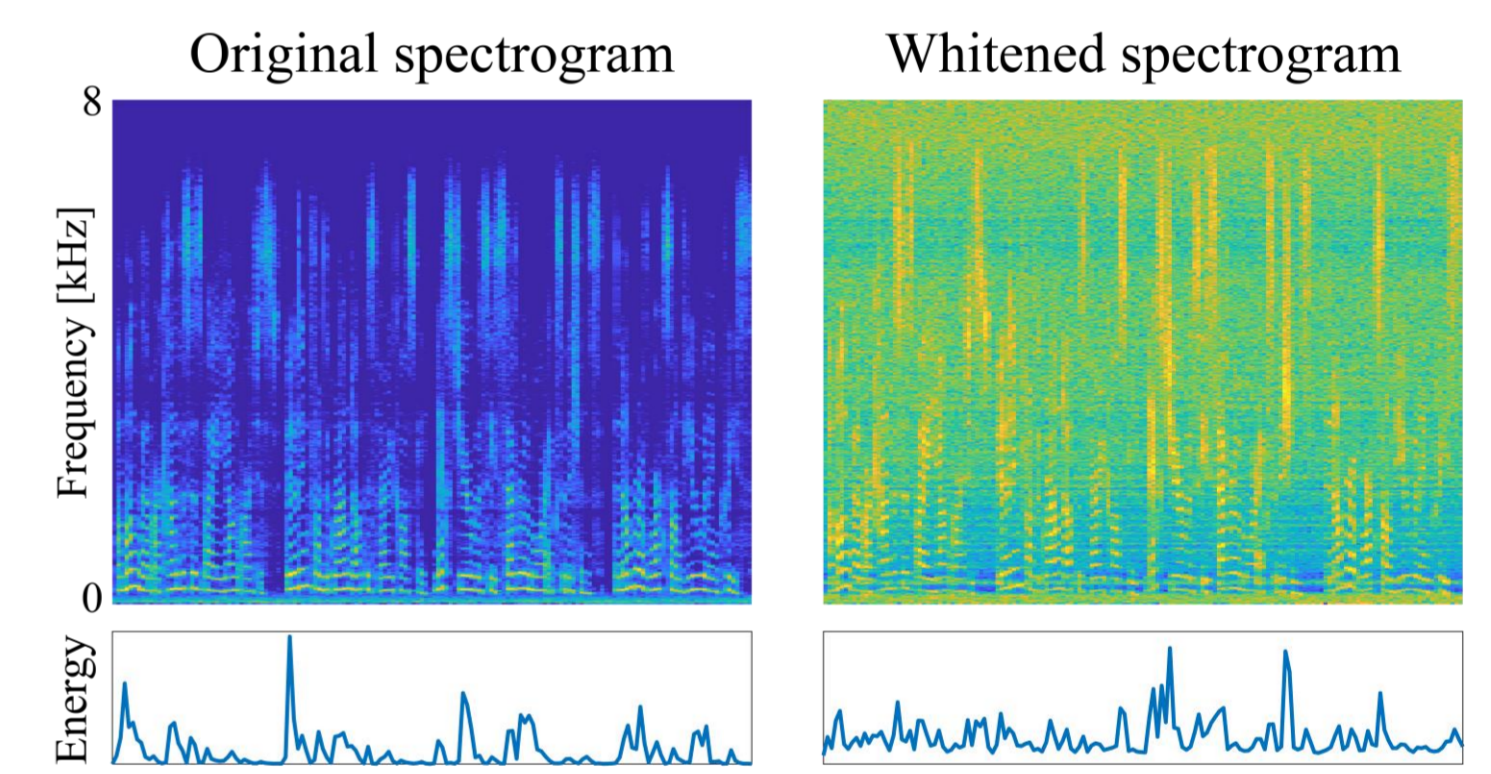 Original spectrogram
Whitened spectrogram
8
Frequency [kHz]
0
Energy